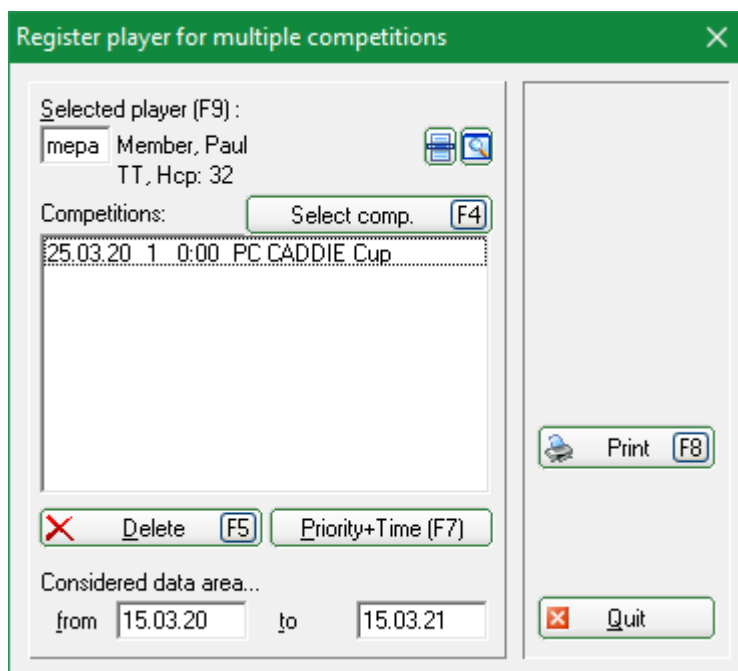 Register player for multiple competitions
Selected player (F9) :
mepa Member, Paul
TT, Hcp: 32
Competitions: Select comp. F4
25.03.20 1 0:00 PC CADDIE Cup
Print F8
Delete F5 Priority+Time (F7)
Considered data area...
from 15.03.20 to 15.03.21
Quit